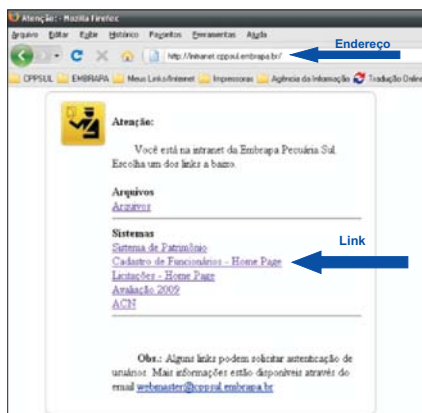 Atenção: - Mozilla Firefox
Arquivo Editar Exibir Histórico Favoritos Ferramentas Ajuda
http://intranet.cppsul.embrapa.br/
Endereço
CPPSUL EMBRAPA Meus Links/Internet Impressoras Agência da Informação Tradução Online
Atenção:
Você está na intranet da Embrapa Pecuária Sul.
Escolha um dos links a baixo.
Arquivos
Arquivos
Sistemas
Sistema de Patrimônio
Link
Cadastro de Funcionários - Home Page
Licitações - Home Page
Avaliação 2009
ACN
Obs.: Alguns links podem solicitar autenticação de
usuários. Mais informações estão disponíveis através do
email webmaster@cppsul.embrapa.br